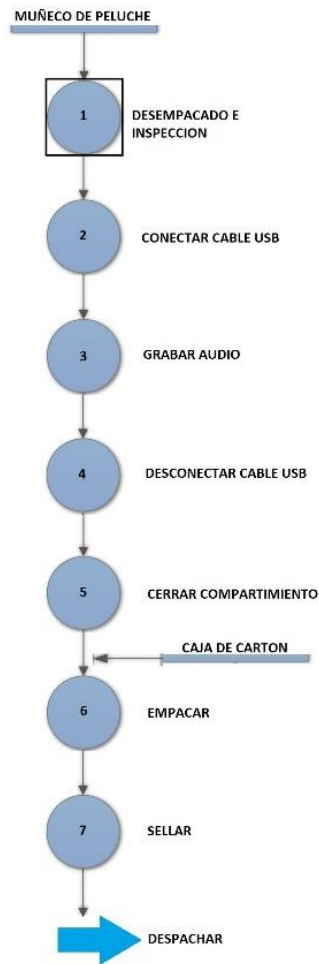 MUÑECO DE PELUCHE
1
DESEMPACADO E
INSPECCION
2
CONECTAR CABLE USB
3
GRABAR AUDIO
4
DESCONECTAR CABLE USB
5
CERRAR COMPARTIMIENTO
CAJA DE CARTON
6
EMPACAR
7
SELLAR
DESPACHAR